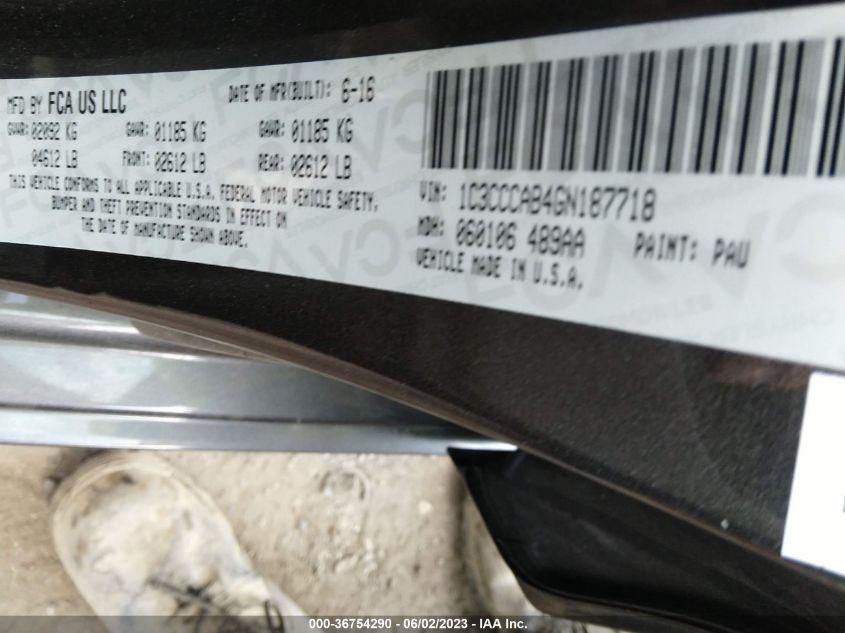 MFD BY FCA US LLC
DATE OF MFR(BUILT): 6-16
GVWR: 02092 KG
GAWR: 01185 KG
GAWR: 01185 KG
04612 LB
FRONT: 02612 LB
REAR: 02612 LB
THIS VEHICLE CONFORMS TO ALL APPLICABLE U.S.A. FEDERAL MOTOR VEHICLE SAFETY,
BUMPER AND THEFT PREVENTION STANDARDS IN EFFECT ON
THE DATE OF MANUFACTURE SHOWN ABOVE.
VIN: 1C3CCCAB4GN187718
MDH: 060106 489AA
PAINT: PAU
VEHICLE MADE IN U.S.A.
000-36754290 - 06/02/2023 - IAA Inc.